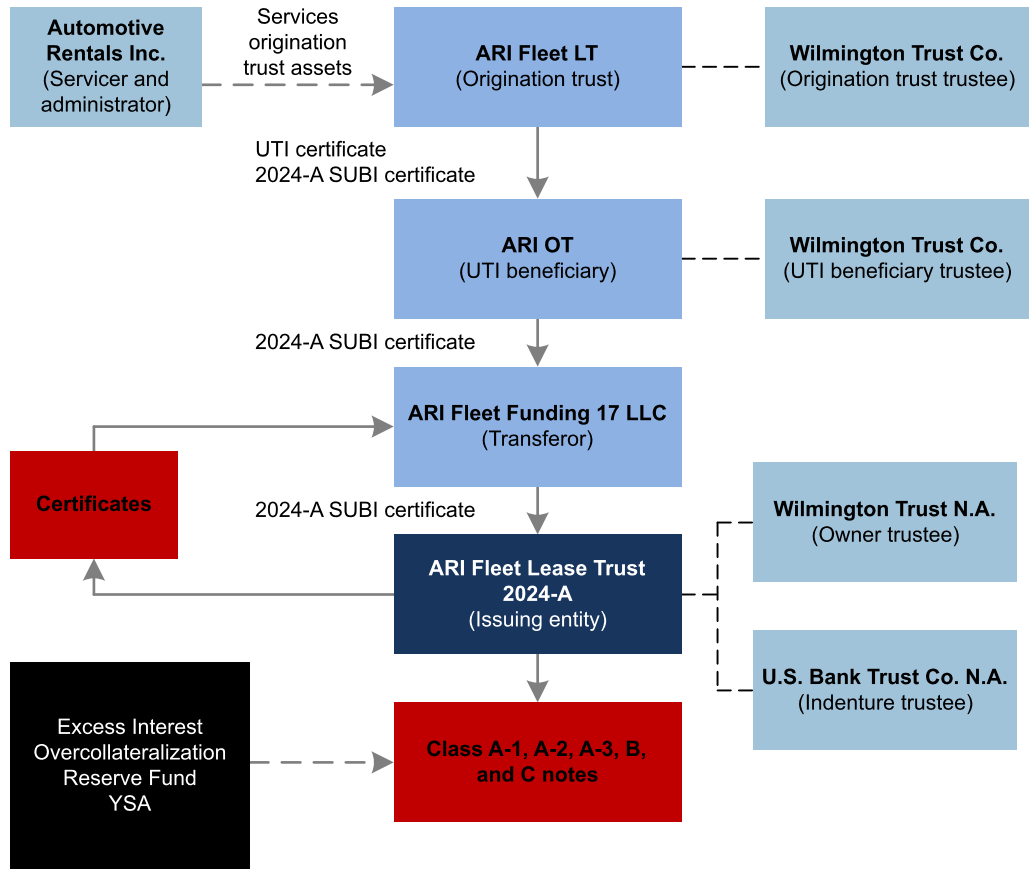 Automotive
Rentals Inc.
(Servicer and
administrator)
Services
origination
trust assets
ARI Fleet LT
(Origination trust)
Wilmington Trust Co.
(Origination trust trustee)
UTI certificate
2024-A SUBI certificate
ARI OT
(UTI beneficiary)
Wilmington Trust Co.
(UTI beneficiary trustee)
2024-A SUBI certificate
ARI Fleet Funding 17 LLC
(Transferor)
Certificates
2024-A SUBI certificate
Wilmington Trust N.A.
(Owner trustee)
ARI Fleet Lease Trust
2024-A
(Issuing entity)
U.S. Bank Trust Co. N.A.
(Indenture trustee)
Excess Interest
Overcollateralization
Reserve Fund
YSA
Class A-1, A-2, A-3, B,
and C notes